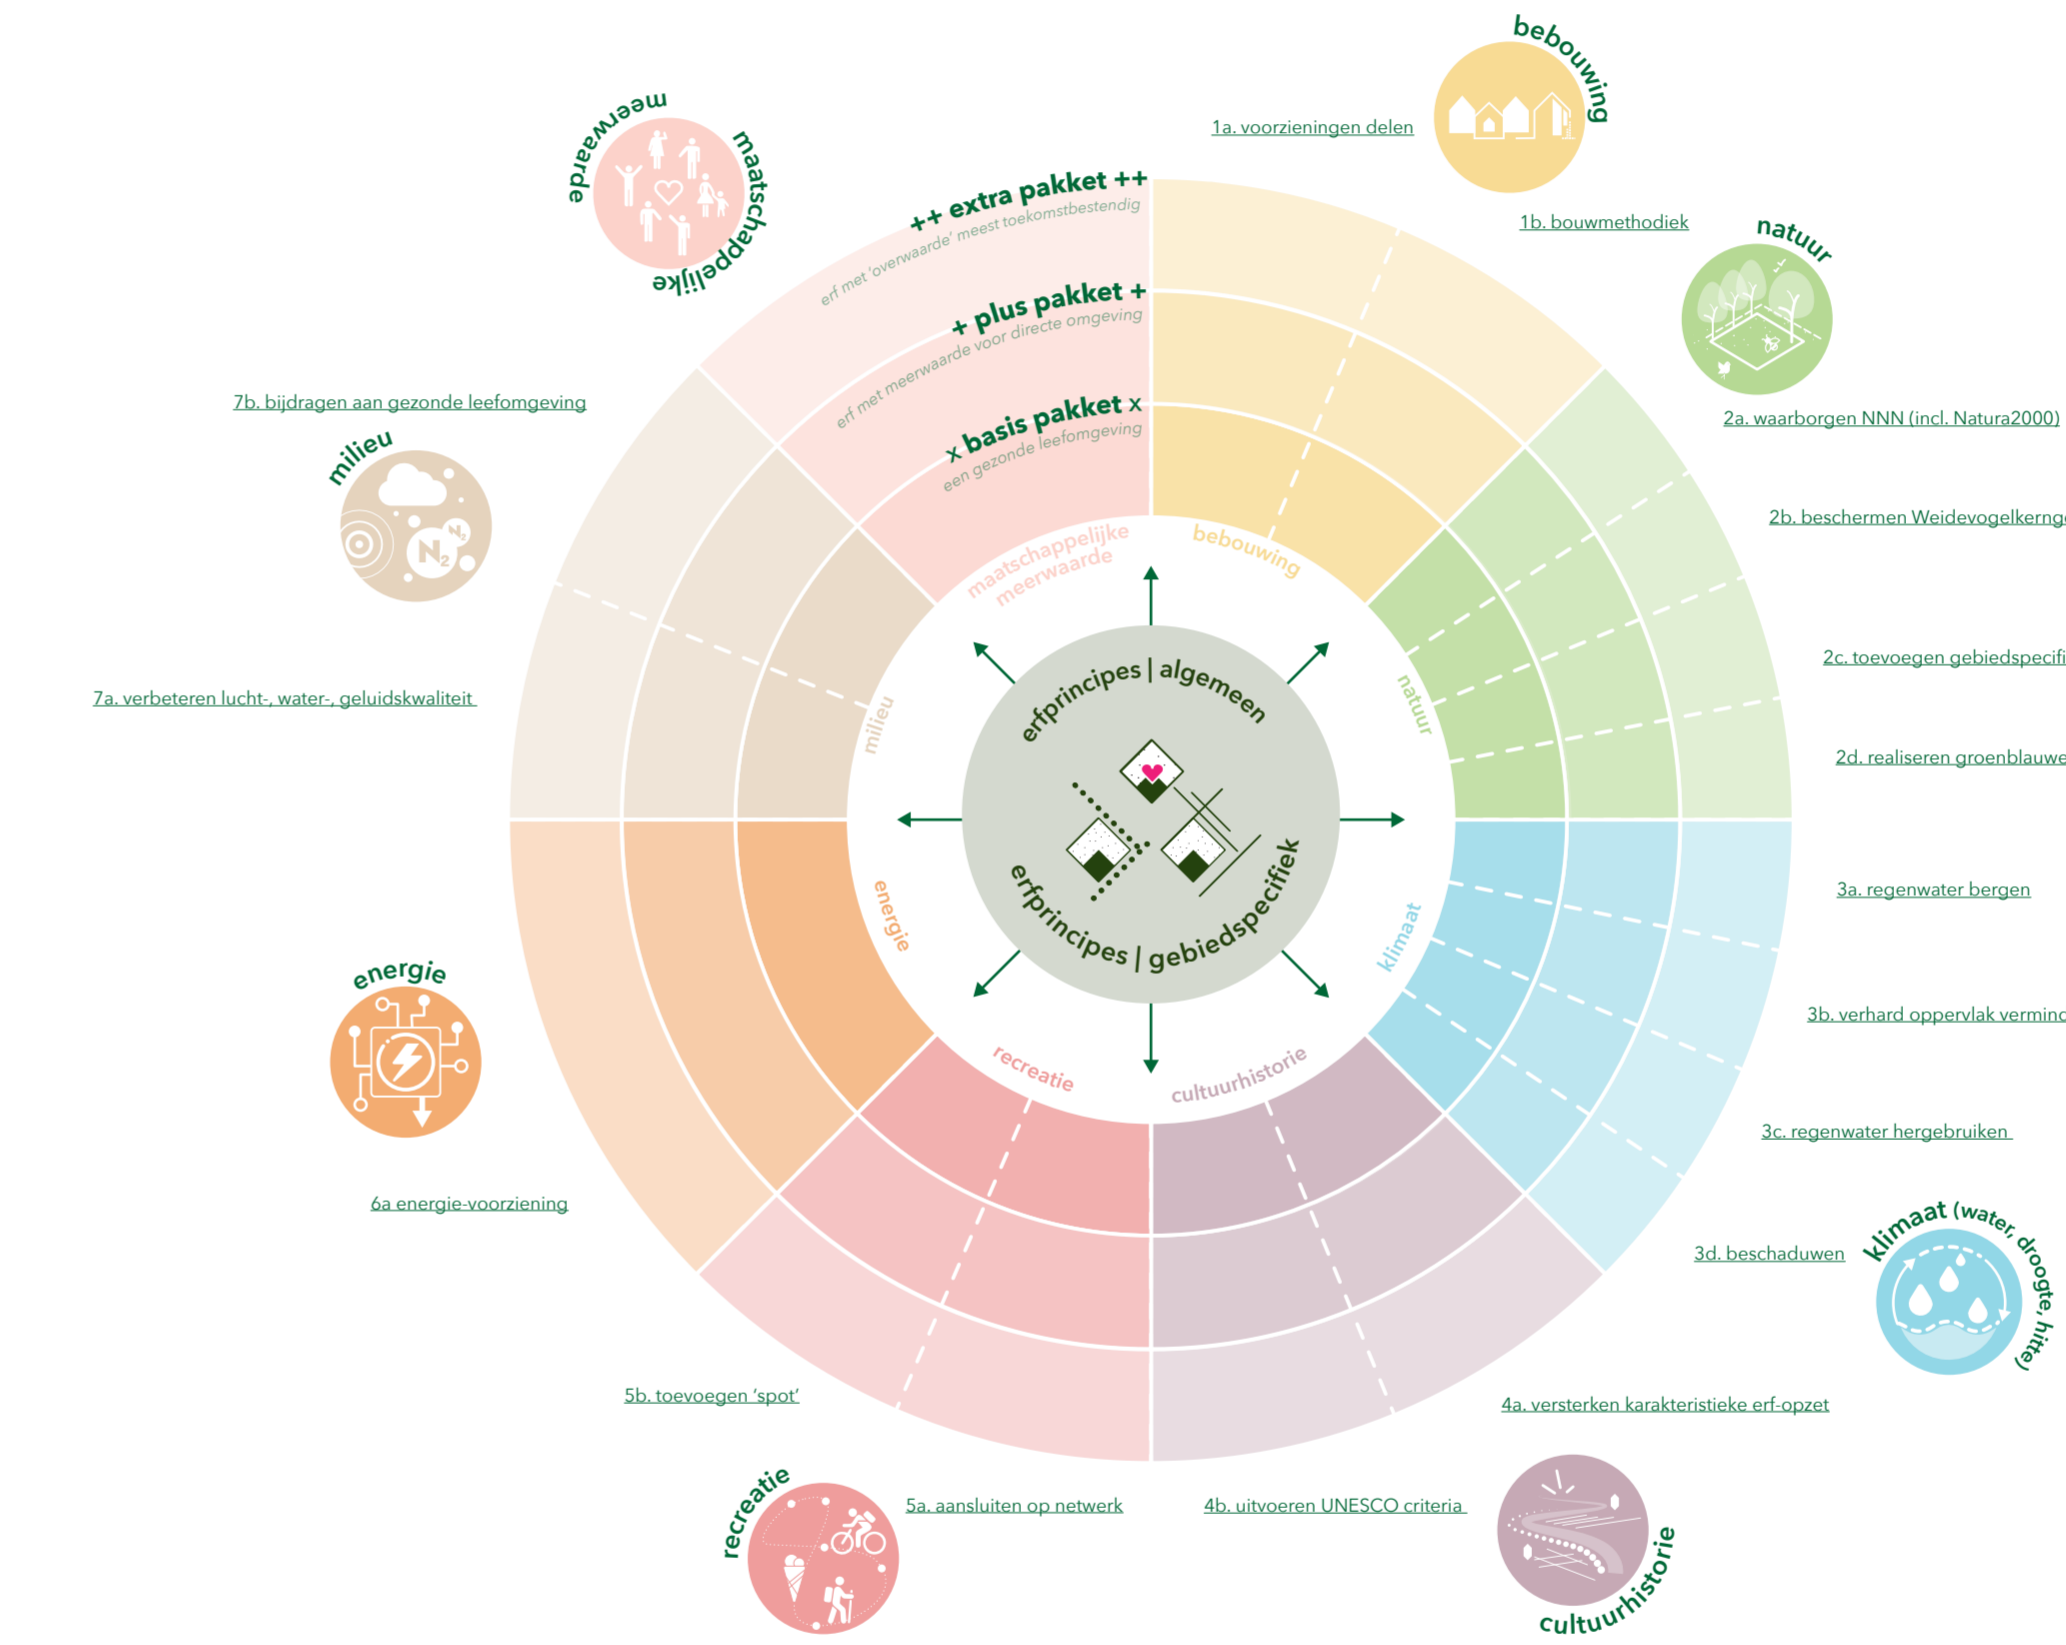 bebouwing
1a. voorzieningen delen
1b. bouwmethodiek
natuur
2a. waarborgen NNN (incl. Natura2000)
2b. beschermen
2c. toevoegen
2d. realiseren
3a. regenwater bergen
3b. verhard oppervlak
3c. regenwater hergebruiken
3d. beschaduwen
klimaat (water, droogte, hitte)
4a. versterken karakteristieke erf-opzet
4b. uitvoeren UNESCO criteria
cultuurhistorie
5a. aansluiten op netwerk
5b. toevoegen ‘spot’
recreatie
6a energie-voorziening
energie
7a. verbeteren lucht-, water-, geluidskwaliteit
milieu
N2
N2
7b. bijdragen aan gezonde leefomgeving
maatschappelijke
meerwaarde
++ extra pakket ++
erf met ‘overwaarde’ meest toekomstbestendig
+ plus pakket +
erf met meerwaarde voor directe omgeving
x basis pakket x
een gezonde leefomgeving
maatschappelijke
meerwaarde
bebouwing
natuur
klimaat
cultuurhistorie
recreatie
energie
milieu
erfprincipes | algemeen
erfprincipes | gebiedspecifiek